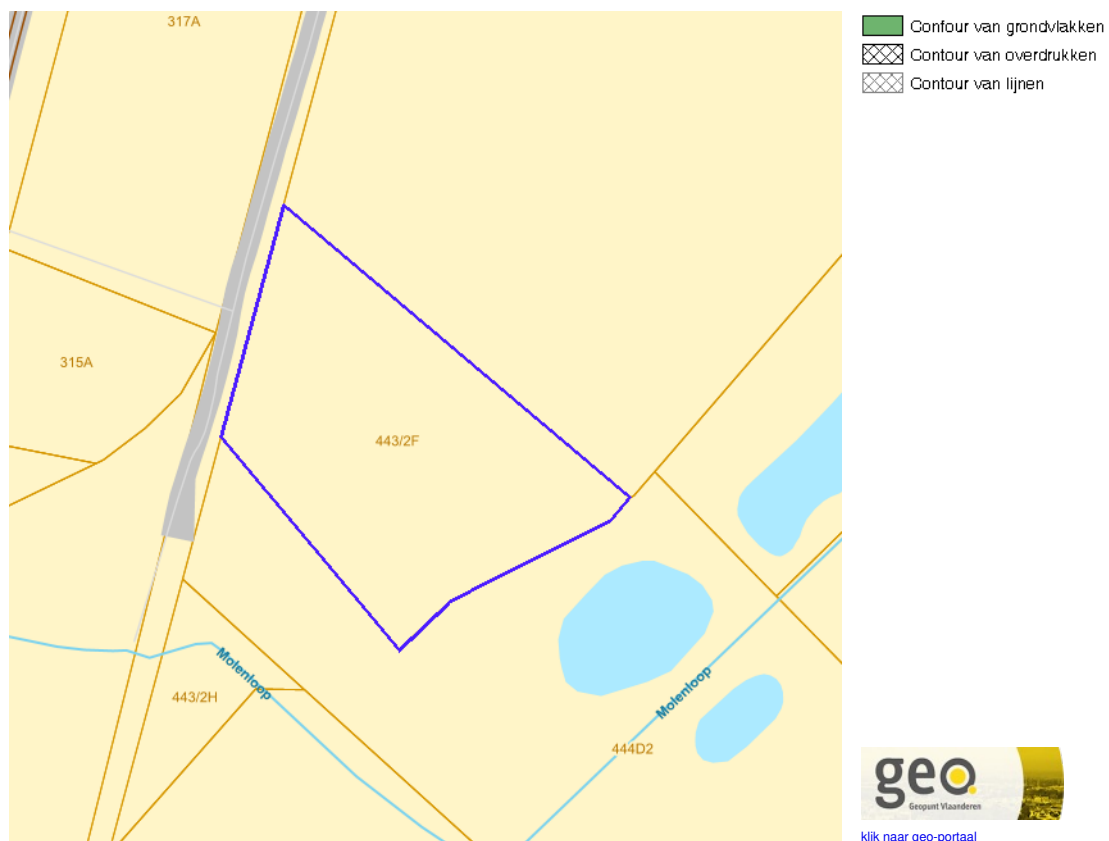 317A
315A
443/2F
Molenloop
443/2H
Molenloop
444D2
Contour van grondvlakken
Contour van overdrukken
Contour van lijnen
geo.
Geopunt Vlaanderen
klik naar geo-portaal